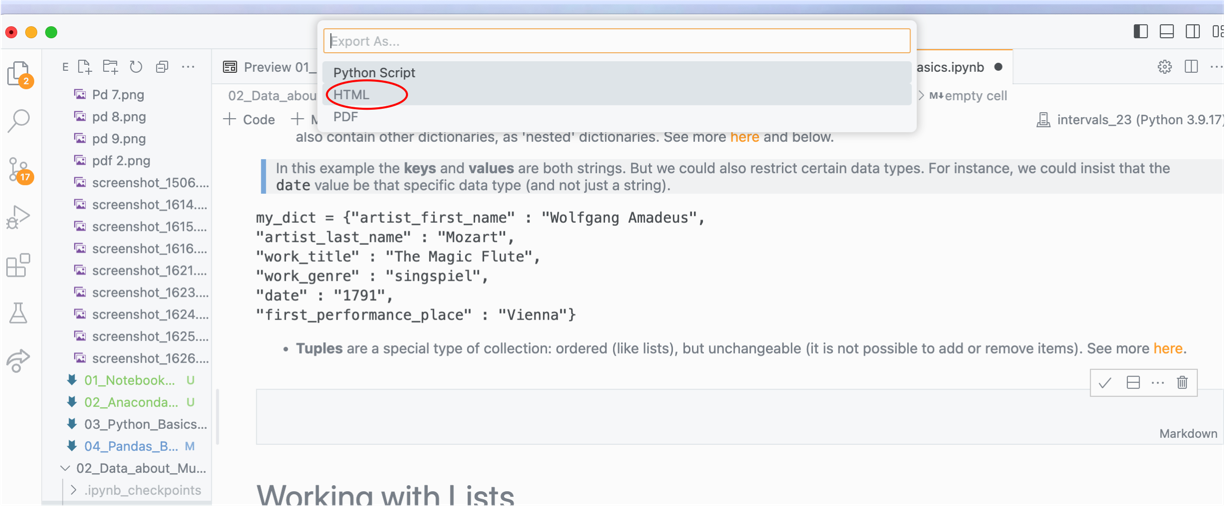 Export As...
Python Script
HTML
PDF
E
2
17
Pd 7.png
pd 8.png
pd 9.png
pdf 2.png
screenshot_1506....
screenshot_1614....
screenshot_1615....
screenshot_1616....
screenshot_1621....
screenshot_1623....
screenshot_1624....
screenshot_1625....
screenshot_1626....
01_Notebook... U
02_Anaconda... U
03_Python_Basics...
04_Pandas_B... M
02_Data_about_Mu...
.ipynb_checkpoints
Preview 01_
asics.ipynb
02_Data_abou
M↓ empty cell
+ Code + M
intervals_23 (Python 3.9.17)
also contain other dictionaries, as 'nested' dictionaries. See more here and below.
In this example the keys and values are both strings. But we could also restrict certain data types. For instance, we could insist that the
date value be that specific data type (and not just a string).
my_dict = {"artist_first_name" : "Wolfgang Amadeus",
"artist_last_name" : "Mozart",
"work_title" : "The Magic Flute",
"work_genre" : "singspiel",
"date" : "1791",
"first_performance_place" : "Vienna"}
• Tuples are a special type of collection: ordered (like lists), but unchangeable (it is not possible to add or remove items). See more here.
Markdown
Working with Lists